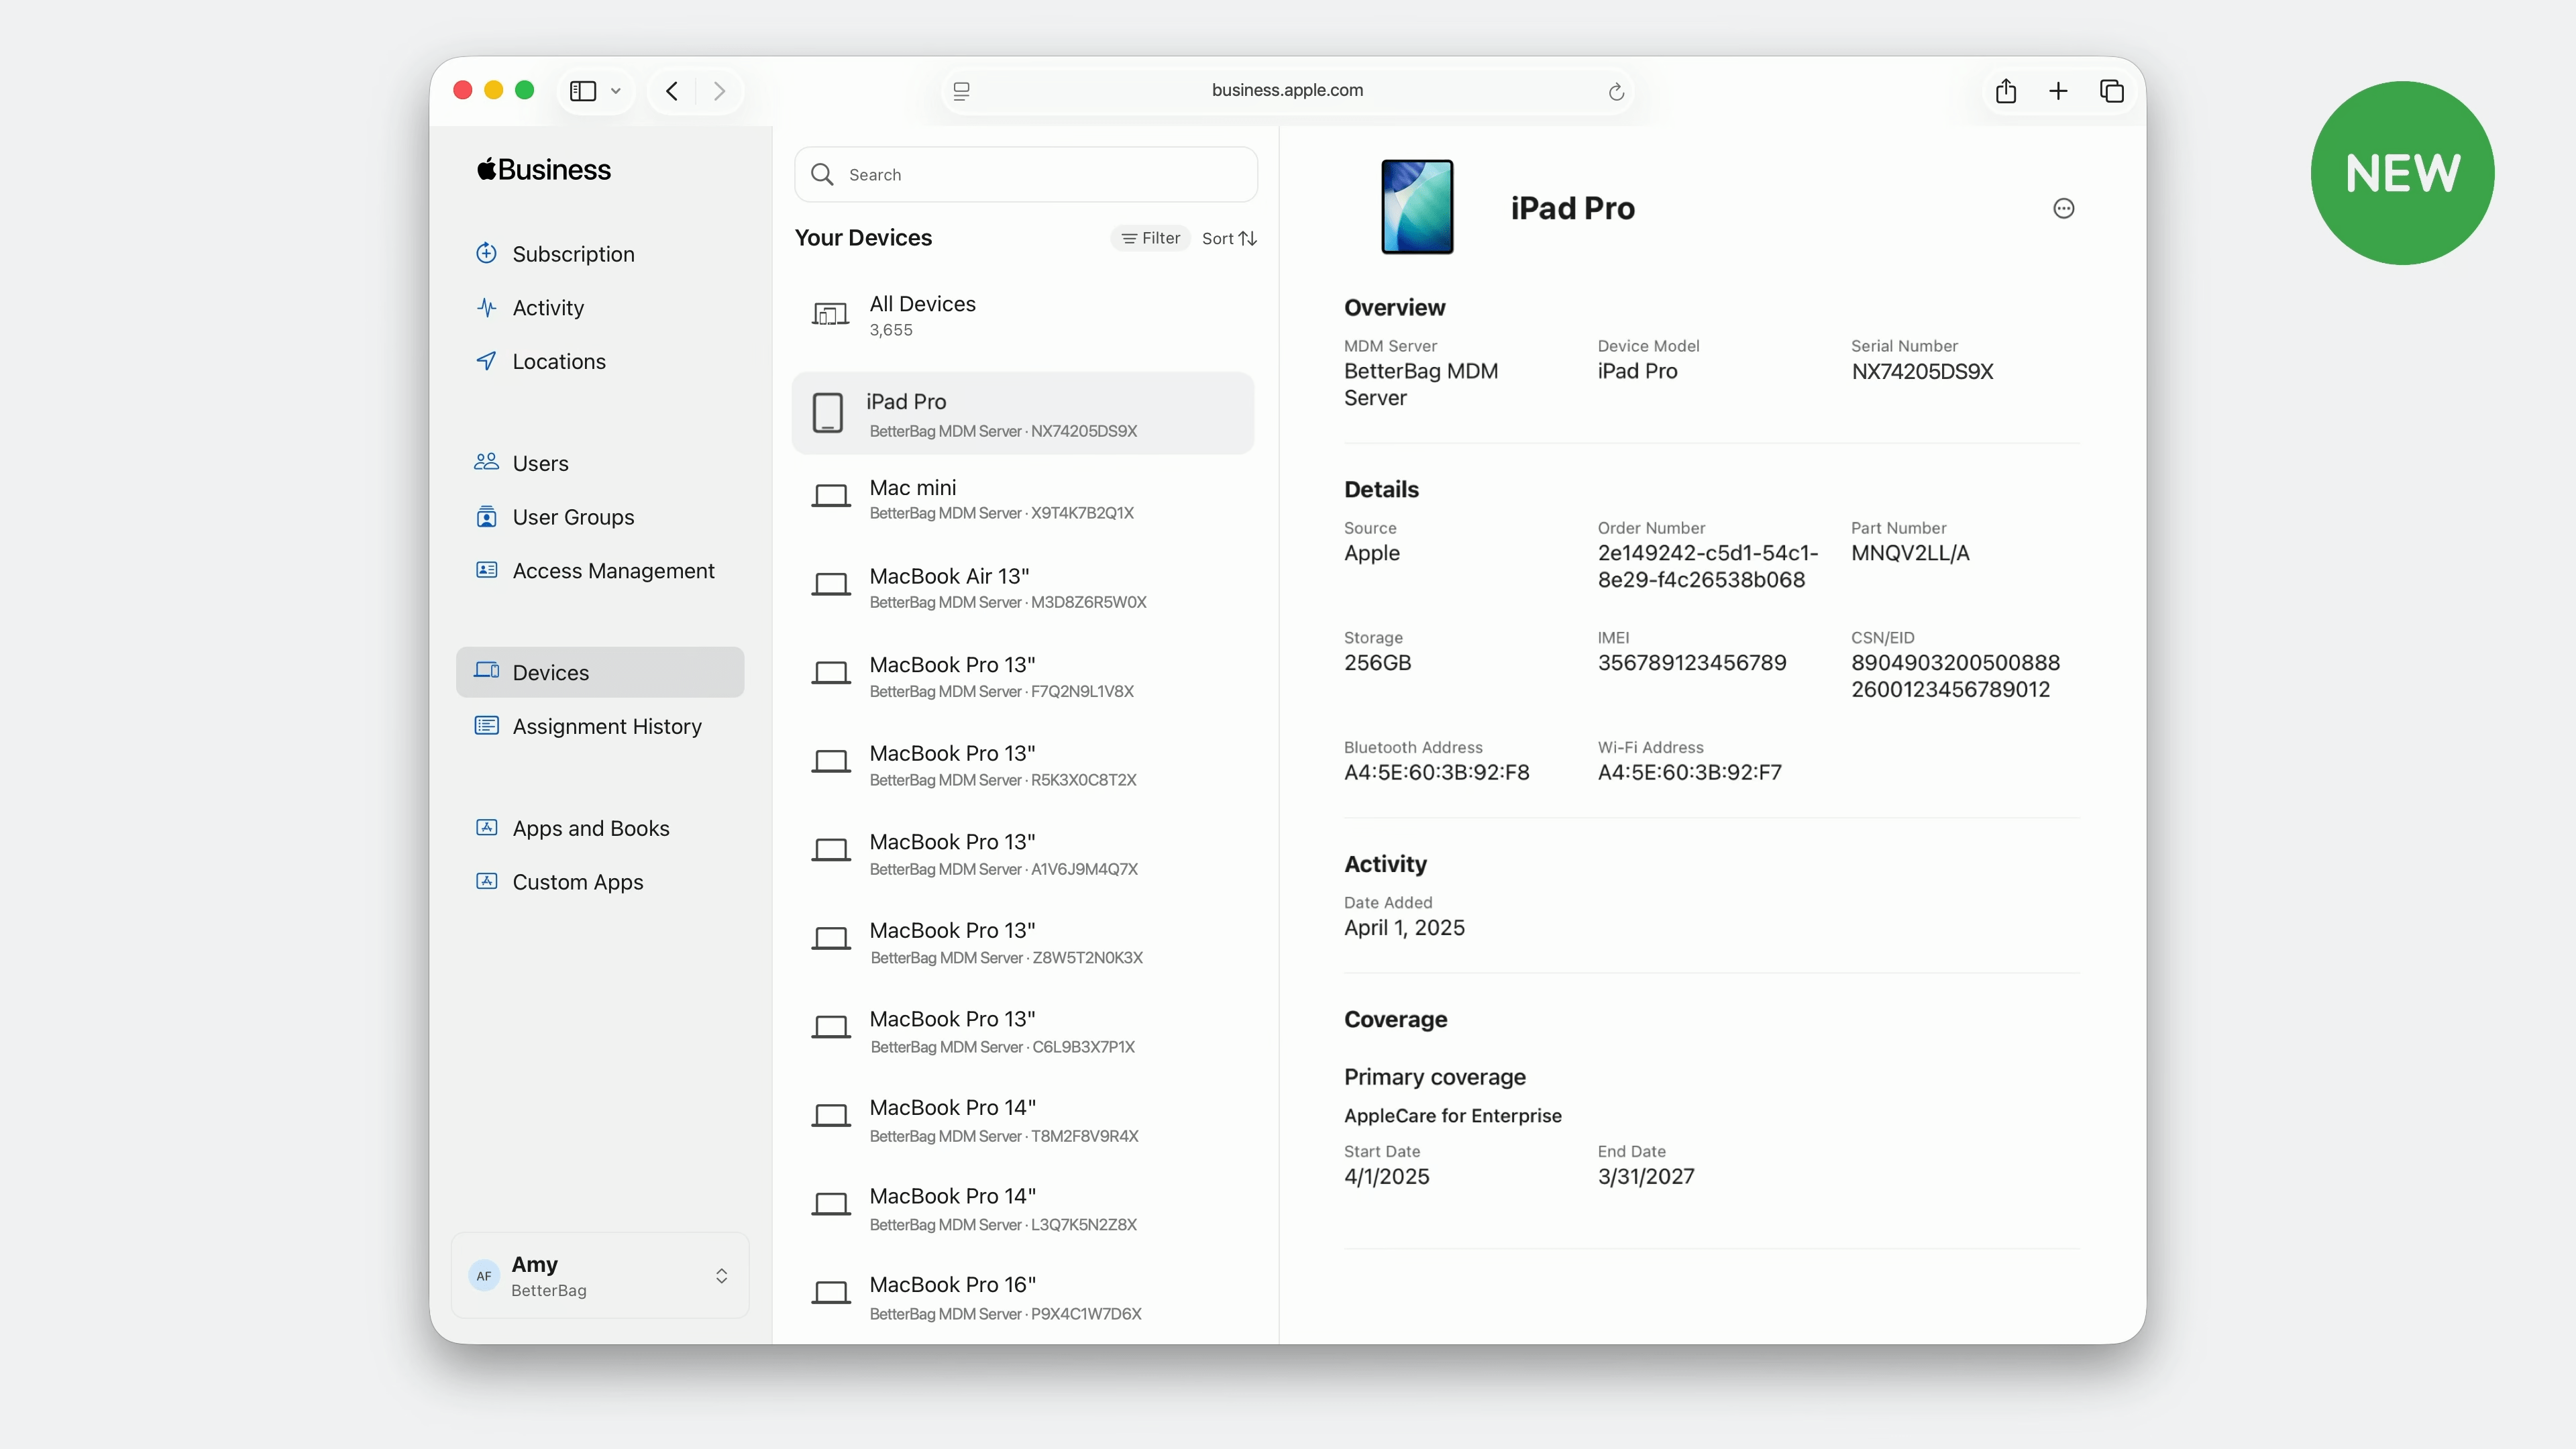 business.apple.com
NEW
Business
Subscription
Activity
Locations
Users
User Groups
Access Management
Devices
Assignment History
Apps and Books
Custom Apps
AF
Amy
BetterBag
Search
Your Devices
Filter
Sort
All Devices
3,655
iPad Pro
BetterBag MDM Server · NX74205DS9X
Mac mini
BetterBag MDM Server · X9T4K7B2Q1X
MacBook Air 13"
BetterBag MDM Server · M3D8Z6R5W0X
MacBook Pro 13"
BetterBag MDM Server · F7Q2N9L1V8X
MacBook Pro 13"
BetterBag MDM Server · R5K3X0C8T2X
MacBook Pro 13"
BetterBag MDM Server · A1V6J9M4Q7X
MacBook Pro 13"
BetterBag MDM Server · Z8W5T2N0K3X
MacBook Pro 13"
BetterBag MDM Server · C6L9B3X7P1X
MacBook Pro 14"
BetterBag MDM Server · T8M2F8V9R4X
MacBook Pro 14"
BetterBag MDM Server · L3Q7K5N2Z8X
MacBook Pro 16"
BetterBag MDM Server · P9X4C1W7D6X
iPad Pro
Overview
MDM Server
BetterBag MDM
Server
Device Model
iPad Pro
Serial Number
NX74205DS9X
Details
Source
Apple
Order Number
2e149242-c5d1-54c1-
8e29-f4c26538b068
Part Number
MNQV2LL/A
Storage
256GB
IMEI
356789123456789
CSN/EID
8904903200500888
2600123456789012
Bluetooth Address
A4:5E:60:3B:92:F8
Wi-Fi Address
A4:5E:60:3B:92:F7
Activity
Date Added
April 1, 2025
Coverage
Primary coverage
AppleCare for Enterprise
Start Date
4/1/2025
End Date
3/31/2027